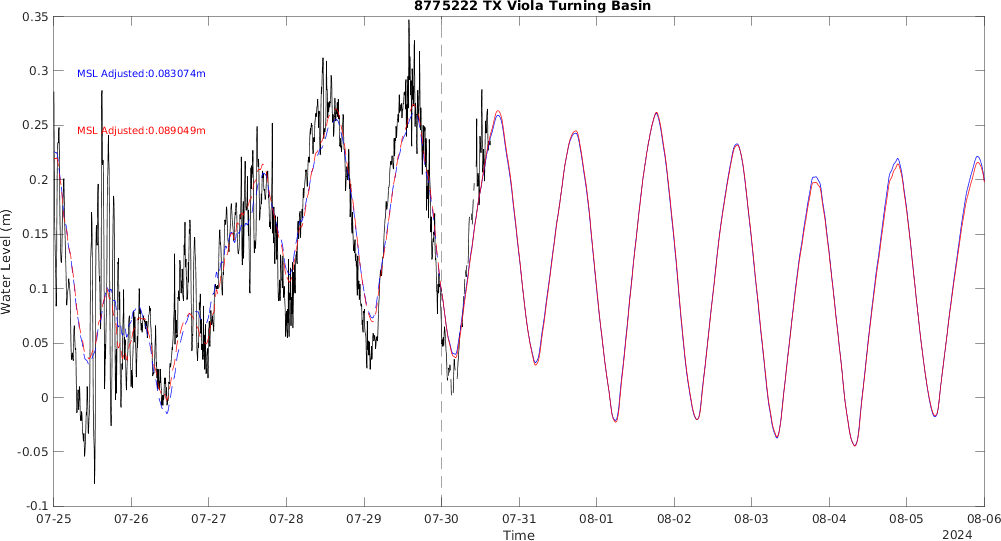 8775222 TX Viola Turning Basin
0.35
0.3
0.25
0.2
0.15
0.1
0.05
0
-0.05
-0.1
Water Level (m)
MSL Adjusted:0.083074m
MSL Adjusted:0.089049m
07-25 07-26 07-27 07-28 07-29 07-30 07-31 08-01 08-02 08-03 08-04 08-05 08-06
Time
2024